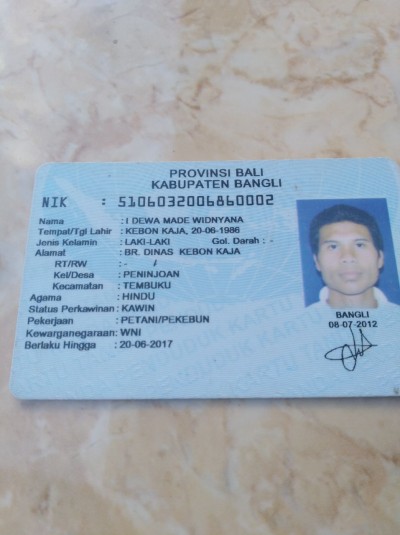 PROVINSI BALI
KABUPATEN BANGLI
NIK : 5106032006860002
Nama : I DEWA MADE WIDNYANA
Tempat/Tgl Lahir : KEBON KAJA, 20-06-1986
Jenis Kelamin : LAKI-LAKI Gol. Darah : -
Alamat : BR. DINAS KEBON KAJA
RT/RW : - /
Kel/Desa : PENINJOAN
Kecamatan : TEMBUKU
Agama : HINDU
Status Perkawinan : KAWIN
Pekerjaan : PETANI/PEKEBUN
Kewarganegaraan : WNI
Berlaku Hingga : 20-06-2017
BANGLI
08-07-2012